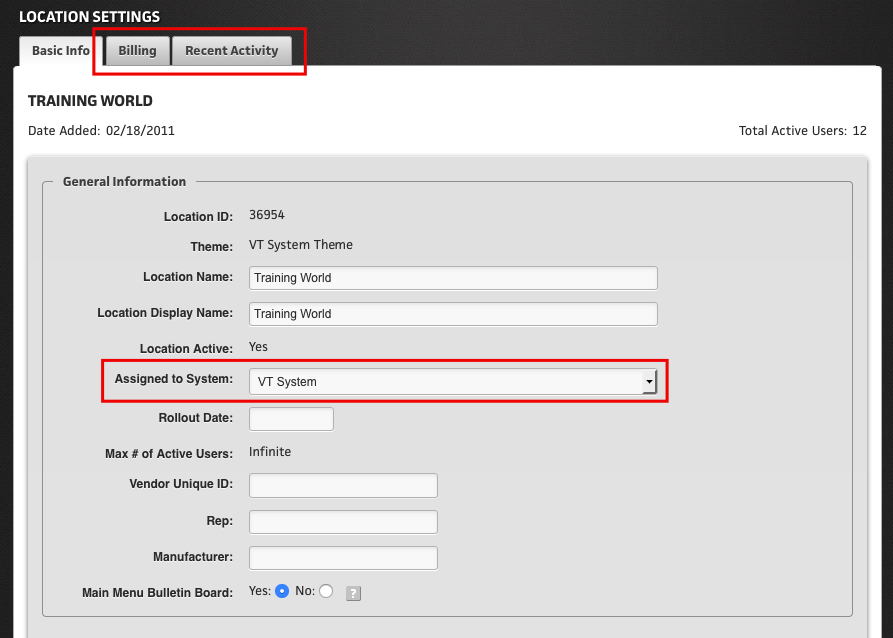 LOCATION SETTINGS
Basic Info Billing Recent Activity
TRAINING WORLD
Date Added: 02/18/2011 Total Active Users: 12
General Information
Location ID: 36954
Theme: VT System Theme
Location Name: Training World
Location Display Name: Training World
Location Active: Yes
Assigned to System: VT System
Rollout Date:
Max # of Active Users: Infinite
Vendor Unique ID:
Rep:
Manufacturer:
Main Menu Bulletin Board: Yes: No: ?